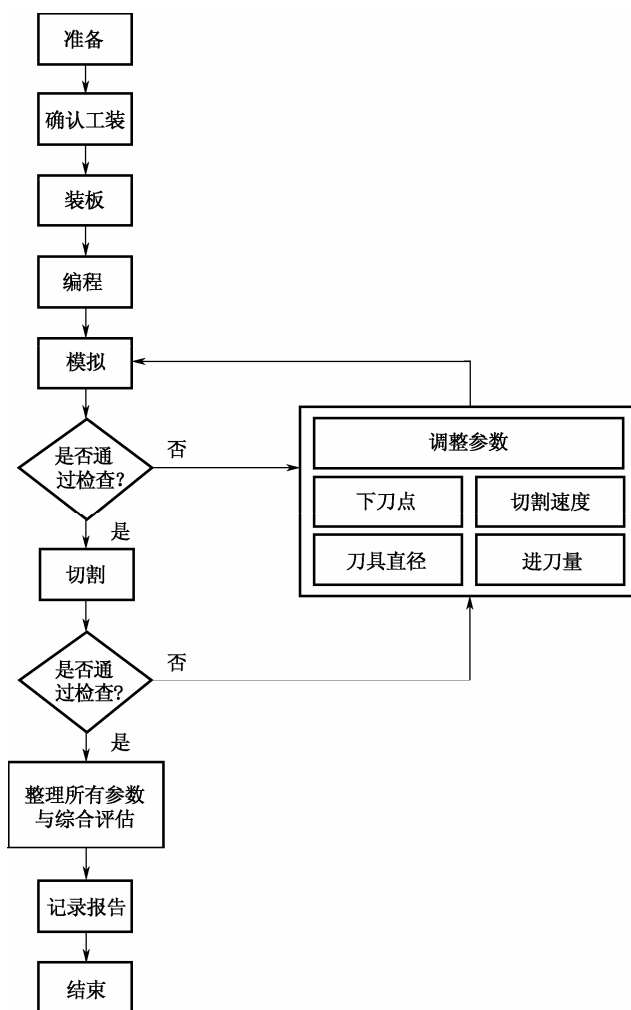 准备
确认工装
装板
编程
模拟
是否通
过检查？
否
是
调整参数
下刀点
切割速度
刀具直径
进刀量
切割
是否通
过检查?
否
是
整理所有参数
与综合评估
记录报告
结束